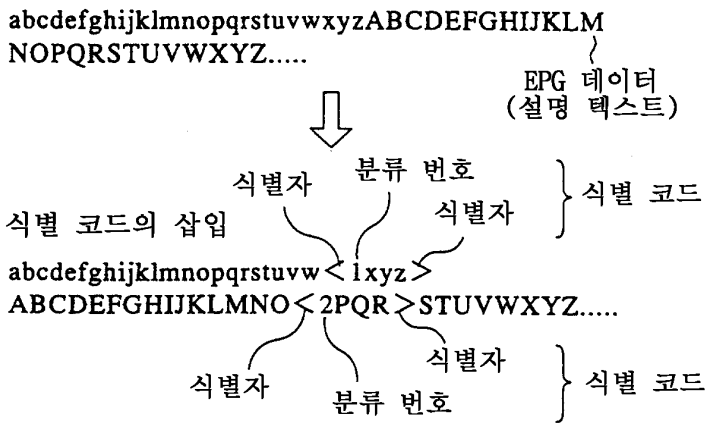 abcdefghijklmnopqrstuvwxyzABCDEFGHIJKLM
NOPQRSTUVWXYZ.....
EPG 데이터
(설명 텍스트)
분류 번호
식별자
식별 코드
식별자
식별 코드의 삽입
abcdefghijklmnopqrstuvw<1xyz>
ABCDEFGHIJKLMNO<2PQR>STUVWXYZ.....
식별자
식별자
분류 번호
식별 코드